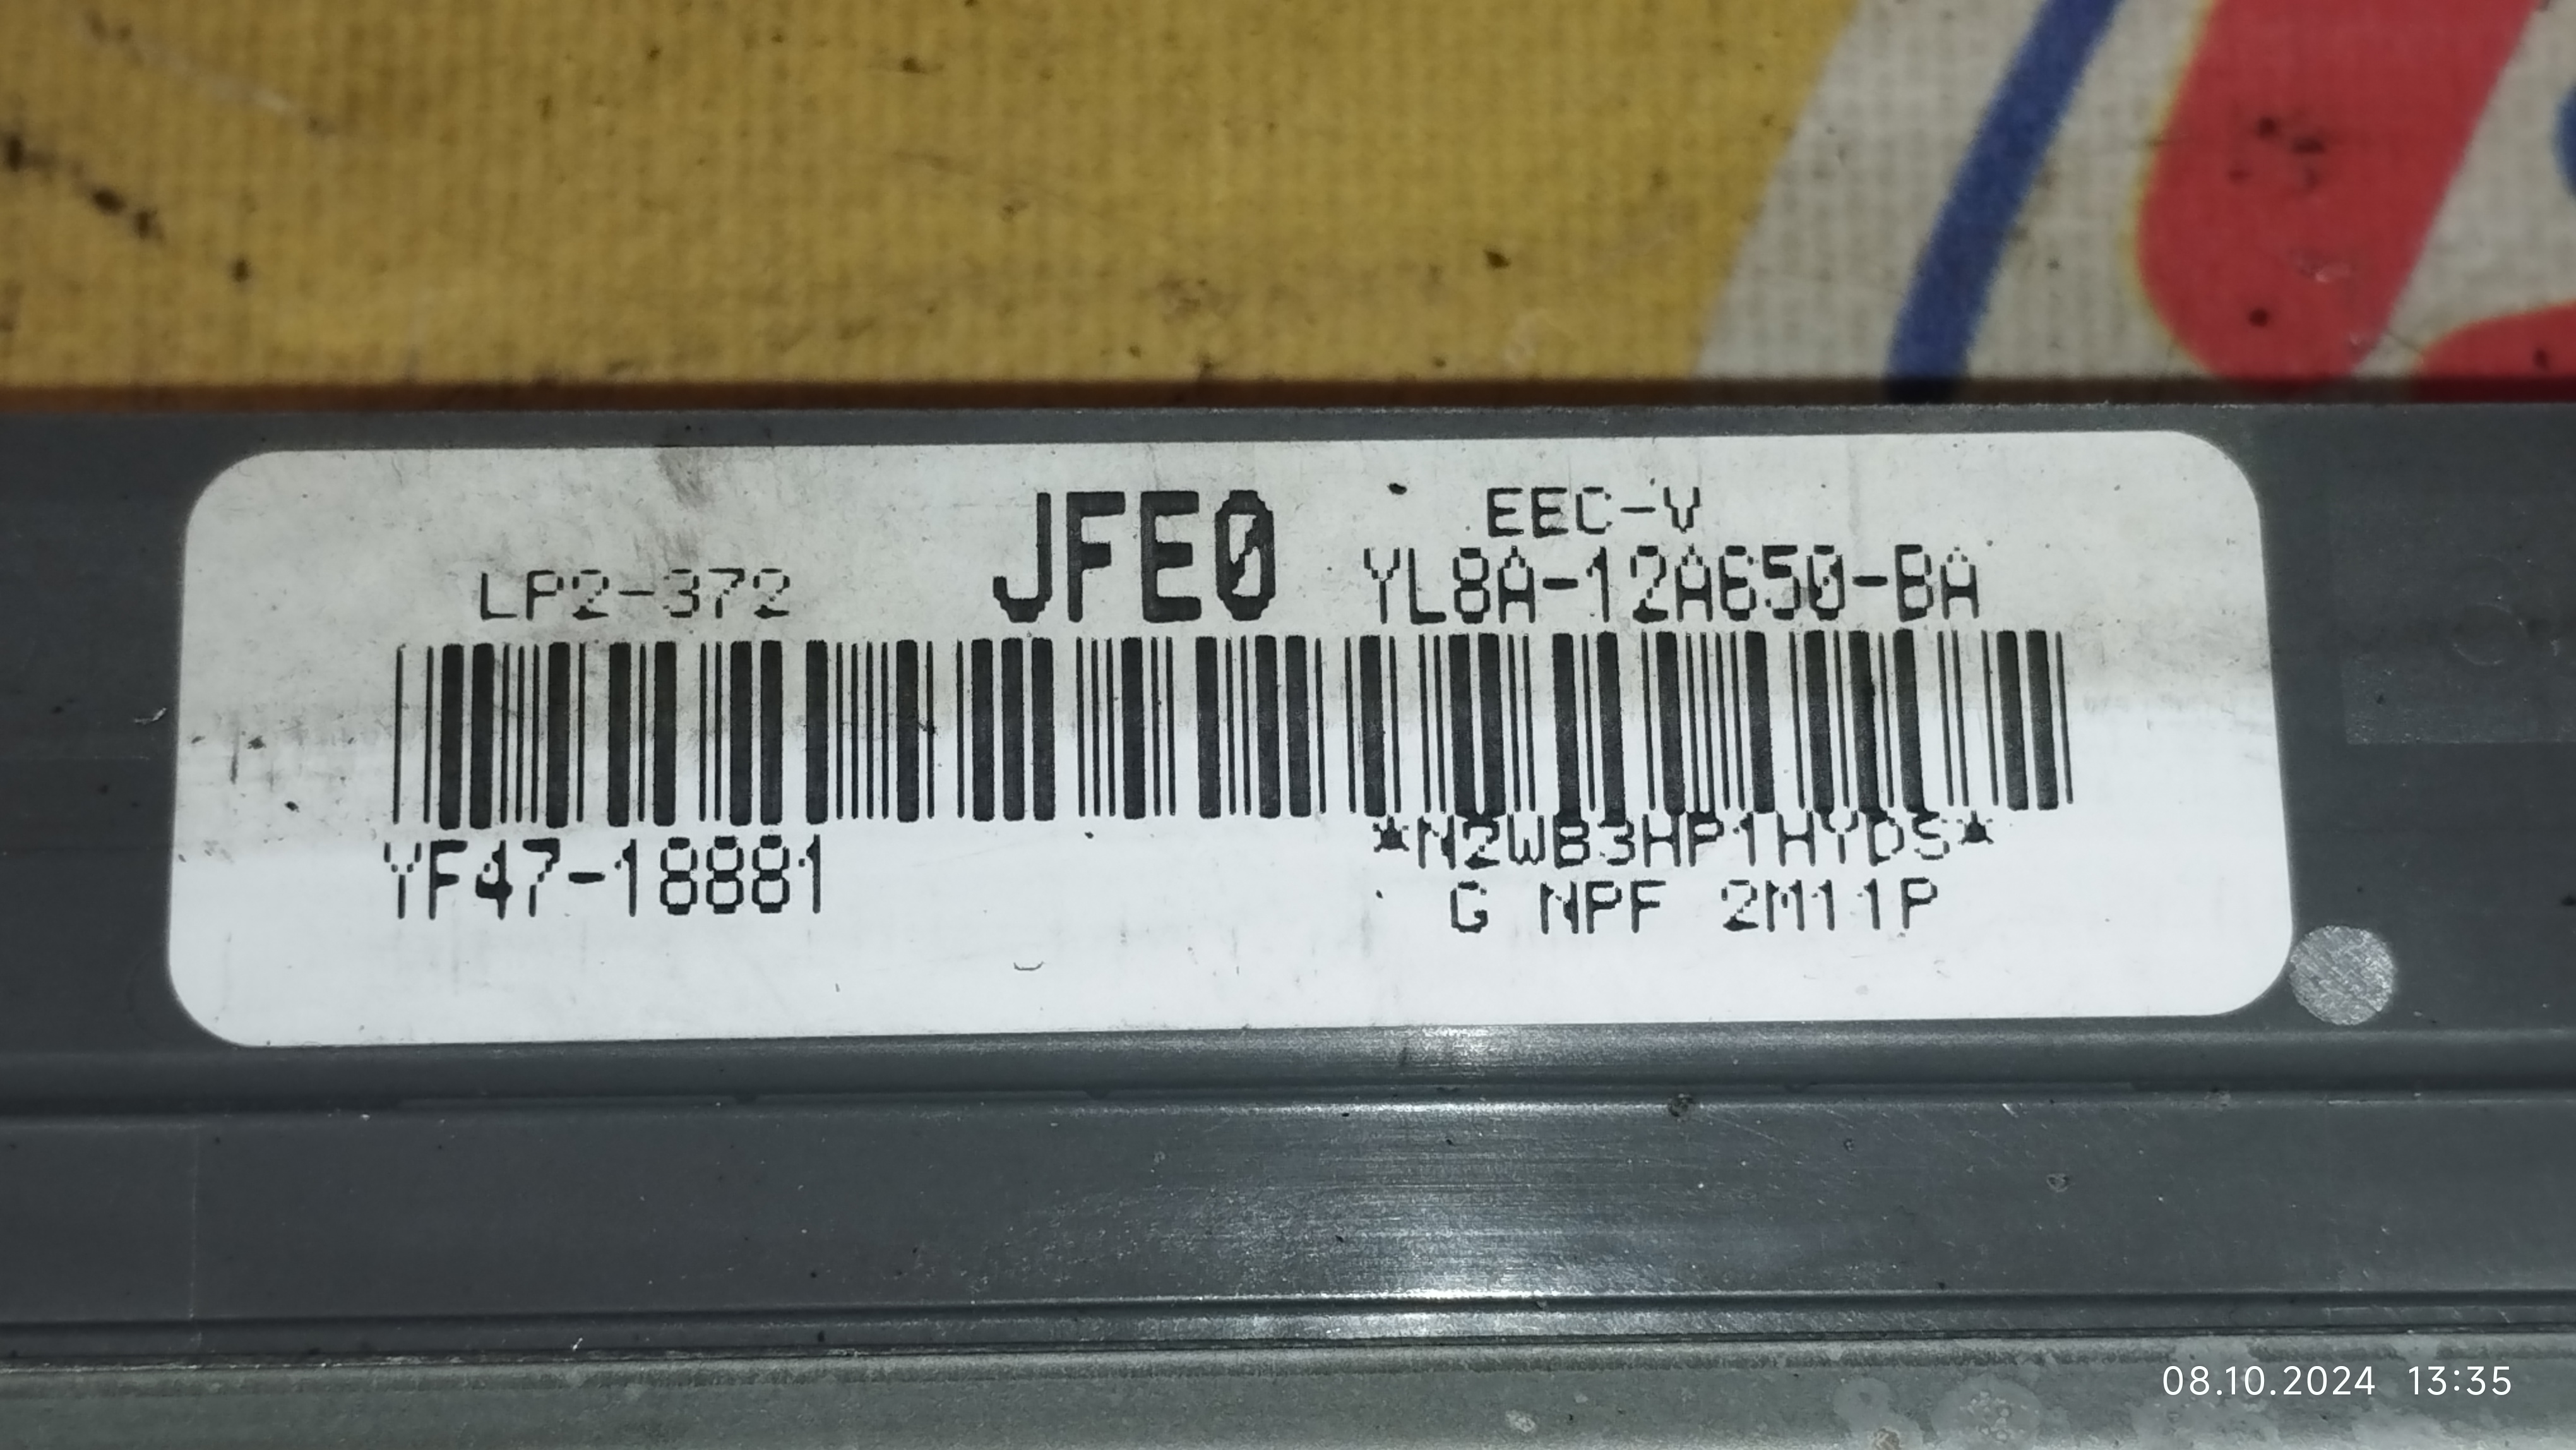 EEC-V
LP2-372 JFE0 YL8A-12A650-BA
*N2WB3HP1HYDS*
YF47-18881
G NPF 2M11P
08.10.2024 13:35